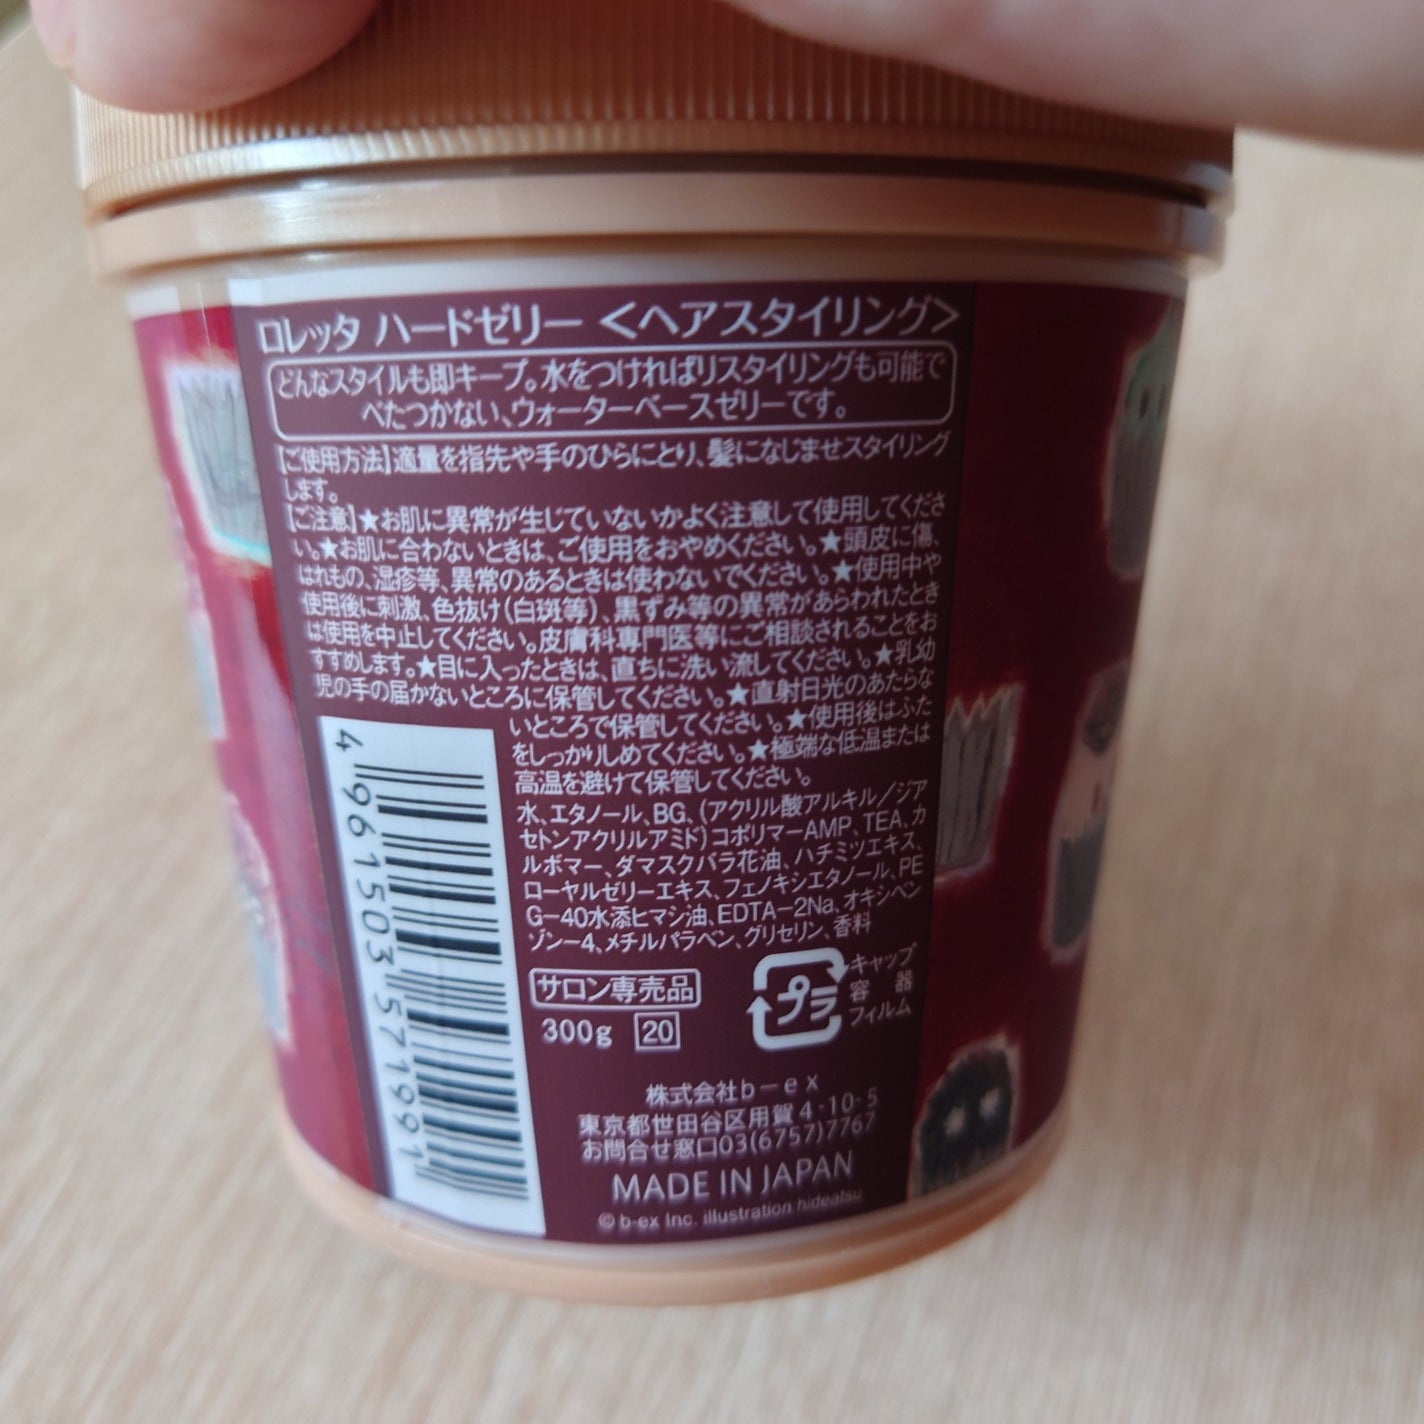 ロレッタ ハードゼリー <ヘアスタイリング>
どんなスタイルも即キープ。水をつければリスタイリングも可能で
べたつかない、ウォーターベースゼリーです。
【ご使用方法】適量を指先や手のひらにとり、髪になじませスタイリング
します。
【ご注意】★お肌に異常が生じていないかよく注意して使用してくださ
い。★お肌に合わないときは、ご使用をおやめください。★頭皮に傷、
はれもの、湿疹等、異常のあるときは使わないでください。★使用中や
使用後に刺激、色抜け(白斑等)、黒ずみ等の異常があらわれたとき
は使用を中止してください。皮膚科専門医等にご相談されることをお
すすめします。★目に入ったときは、直ちに洗い流してください。★乳幼
児の手の届かないところに保管してください。★直射日光のあたらな
いところで保管してください。★使用後はふた
をしっかりしめてください。★極端な低温または
高温を避けて保管してください。
水、エタノール、BG、(アクリル酸アルキル/ジア
セトンアクリルアミド)コポリマーAMP、TEA、カ
ルボマー、ダマスクバラ花油、ハチミツエキス、
ローヤルゼリーエキス、フェノキシエタノール、PE
G-40水添ヒマシ油、EDTA-2Na、オキシベン
ゾン-4、メチルパラベン、グリセリン、香料
サロン専売品
300g 20
プラ
キャップ
容器
フィルム
4961503571991
株式会社b-ex
東京都世田谷区用賀4-10-5
お問合せ窓口03(6757)7767
MADE IN JAPAN
© b-ex Inc. illustration:hideatsu